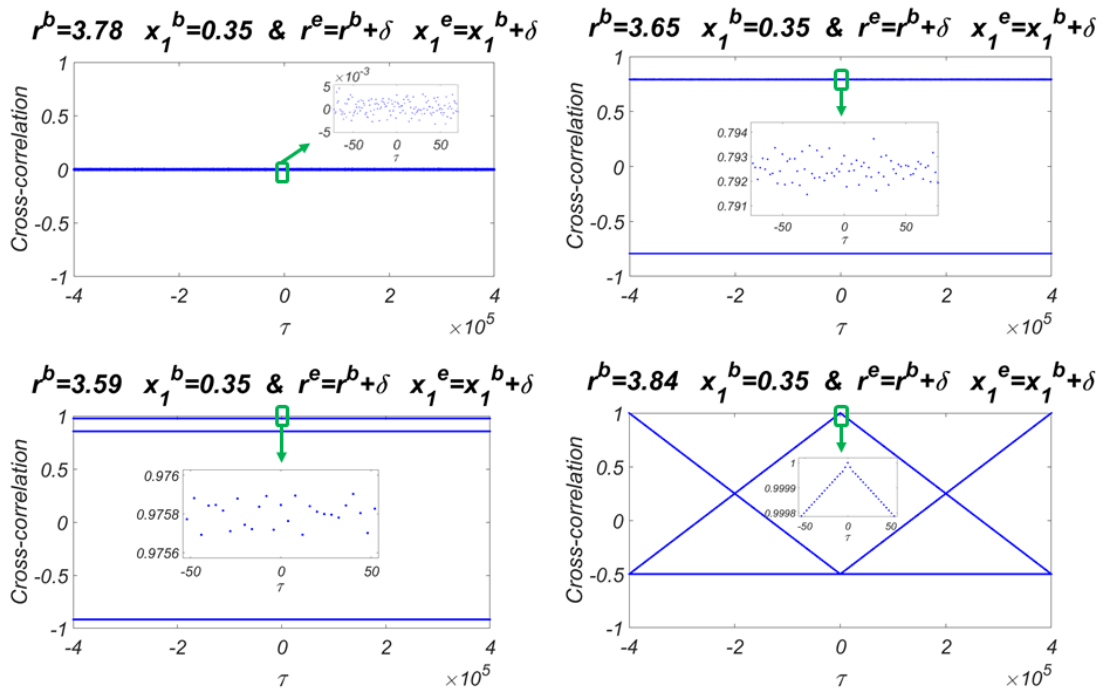 r^b=3.78 x_1^b=0.35 & r^e=r^b+δ x_1^e=x_1^b+δ
1
0.5
0
-0.5
-1
Cross-correlation
×10^-3
5
0
-5
-50 0 50
τ
-4 -2 0 2 4
×10^5
τ
r^b=3.65 x_1^b=0.35 & r^e=r^b+δ x_1^e=x_1^b+δ
1
0.5
0
-0.5
-1
Cross-correlation
0.794
0.793
0.792
0.791
-50 0 50
τ
-4 -2 0 2 4
×10^5
τ
r^b=3.59 x_1^b=0.35 & r^e=r^b+δ x_1^e=x_1^b+δ
1
0.5
0
-0.5
-1
Cross-correlation
0.976
0.9758
0.9756
-50 0 50
τ
-4 -2 0 2 4
×10^5
τ
r^b=3.84 x_1^b=0.35 & r^e=r^b+δ x_1^e=x_1^b+δ
1
0.5
0
-0.5
-1
Cross-correlation
1
0.9999
0.9998
-50 0 50
τ
-4 -2 0 2 4
×10^5
τ